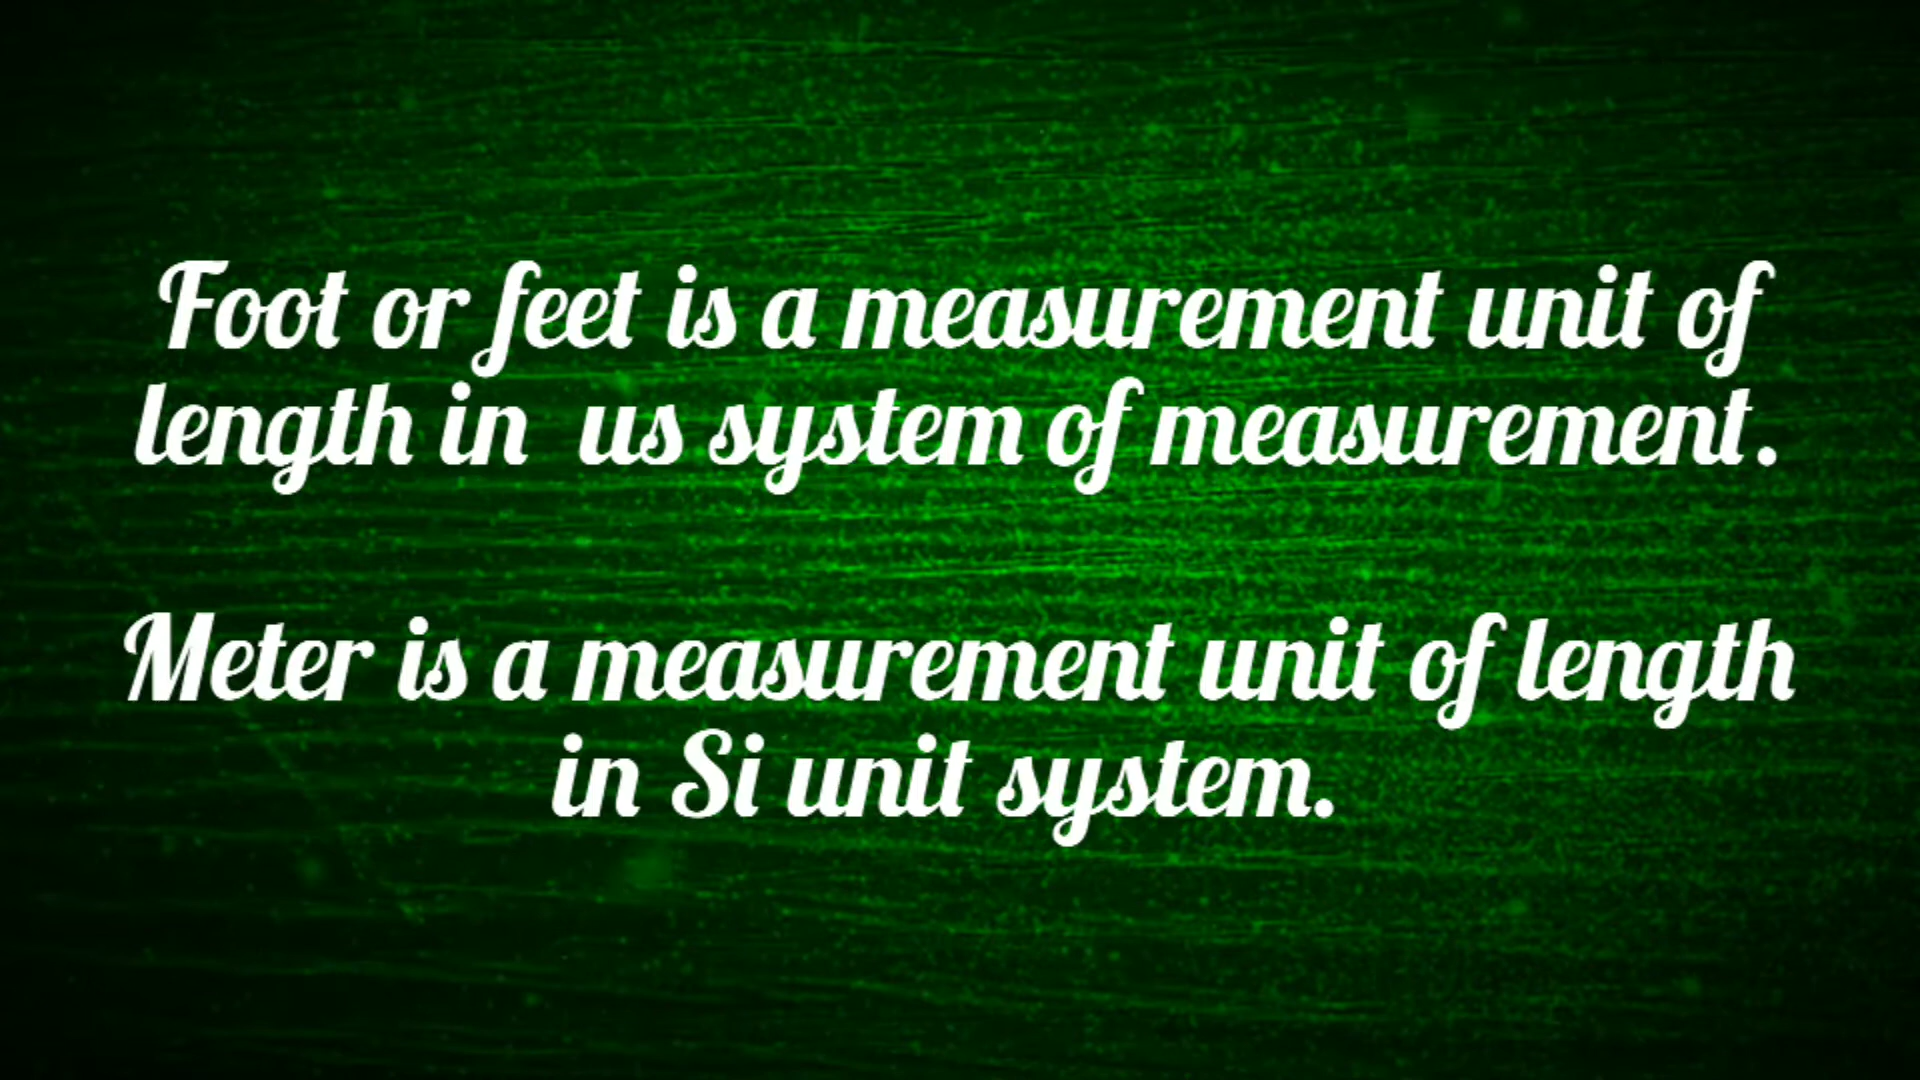 Foot or feet is a measurement unit of
length in  us system of measurement.
Meter is a measurement unit of length
in Si unit system.